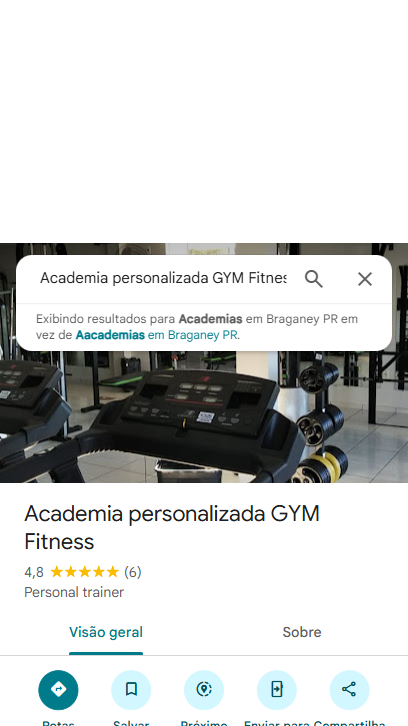 Academia personalizada GYM Fitnes
Exibindo resultados para Academias em Braganey PR em
vez de Aacademias em Braganey PR.
Academia personalizada GYM
Fitness
4,8 (6)
Personal trainer
Visão geral
Sobre
Rotas Salvar Próximo Enviar para Compartilha